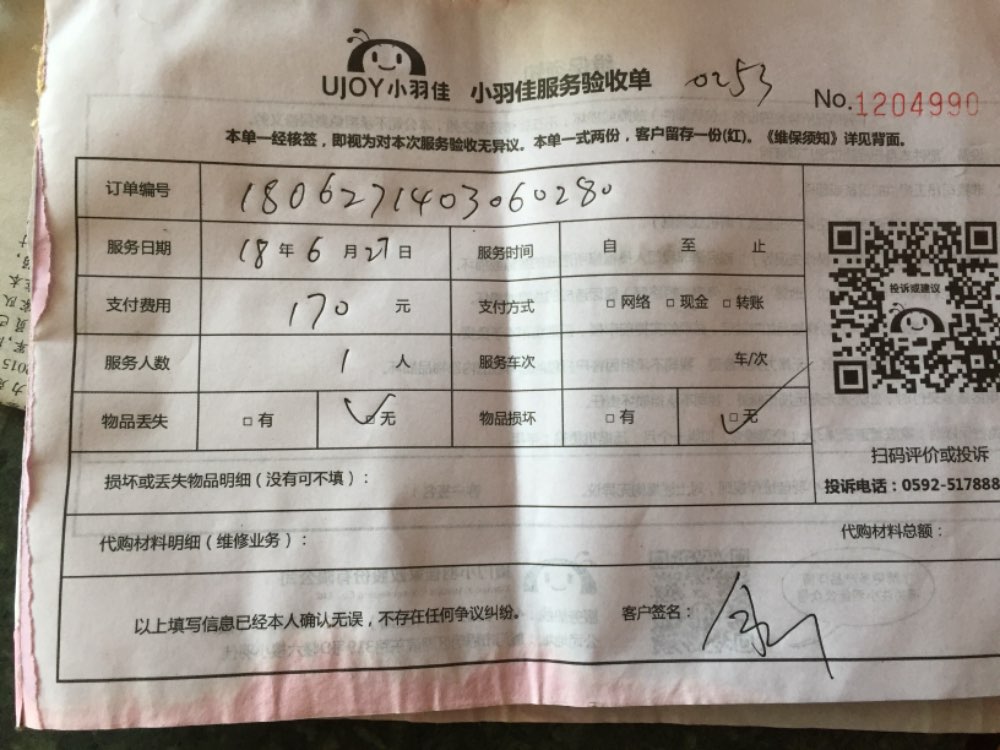 UJOY小羽佳 小羽佳服务验收单 0253 No.1204990
本单一经核签，即视为对本次服务验收无异议。本单一式两份，客户留存一份(红)。《维保须知》详见背面。
订单编号 1806271403060280
服务日期 18 年 6 月 27 日 服务时间 自 至 止
支付费用 170 元 支付方式 □网络 □现金 □转账
服务人数 1 人 服务车次 车/次
物品丢失 □有 □无 物品损坏 □有 □无
投诉或建议
扫码评价或投诉
投诉电话：0592-517888
损坏或丢失物品明细（没有可不填）：
代购材料明细（维修业务）： 代购材料总额：
以上填写信息已经本人确认无误，不存在任何争议纠纷。 客户签名：